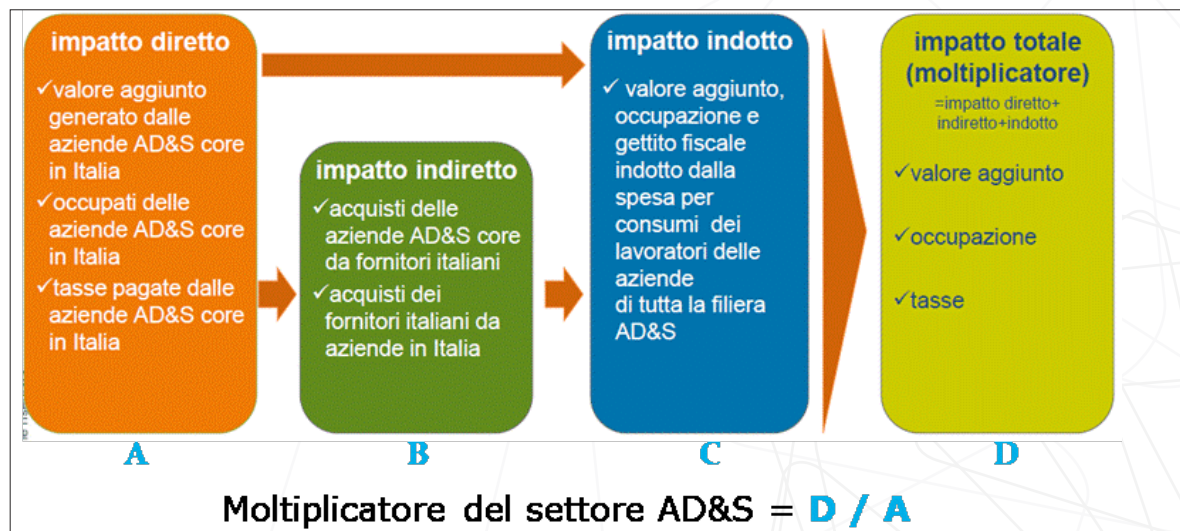 impatto diretto
✓valore aggiunto
generato dalle
aziende AD&S core
in Italia
✓occupati delle
aziende AD&S core
in Italia
✓tasse pagate dalle
aziende AD&S core
in Italia
A
impatto indiretto
✓acquisti delle
aziende AD&S core
da fornitori italiani
✓acquisti dei
fornitori italiani da
aziende in Italia
B
impatto indotto
✓ valore aggiunto,
occupazione e
gettito fiscale
indotto dalla
spesa per
consumi dei
lavoratori delle
aziende
di tutta la filiera
AD&S
C
impatto totale
(moltiplicatore)
=impatto diretto+
indiretto+indotto
✓valore aggiunto
✓occupazione
✓tasse
D
Moltiplicatore del settore AD&S = D / A